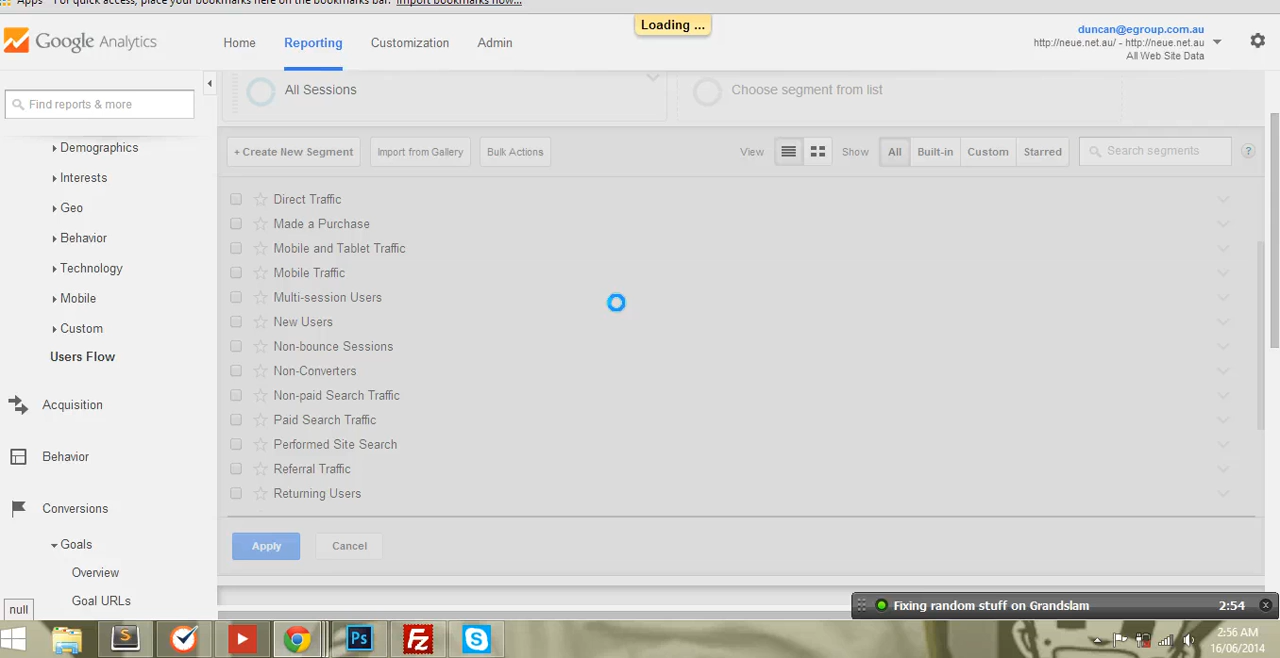 Apps For quick access, place your bookmarks here on the bookmarks bar. Import bookmarks now...
Loading ...
Google Analytics
Home
Reporting
Customization
Admin
duncan@egroup.com.au
http://neue.net.au/ - http://neue.net.au
All Web Site Data
Find reports & more
All Sessions
Choose segment from list
+ Create New Segment
Import from Gallery
Bulk Actions
View
Show
All
Built-in
Custom
Starred
Search segments
?
Demographics
Interests
Geo
Behavior
Technology
Mobile
Custom
Users Flow
Acquisition
Behavior
Conversions
Goals
Overview
Goal URLs
Direct Traffic
Made a Purchase
Mobile and Tablet Traffic
Mobile Traffic
Multi-session Users
New Users
Non-bounce Sessions
Non-Converters
Non-paid Search Traffic
Paid Search Traffic
Performed Site Search
Referral Traffic
Returning Users
Apply
Cancel
null
Fixing random stuff on Grandslam
2:54
S
Ps
Fz
S
2:56 AM
16/06/2014